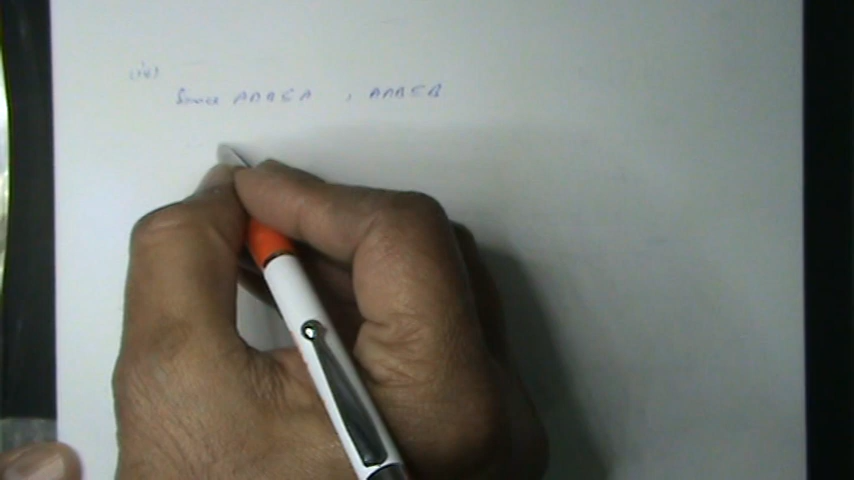 (iv)
Since A∩B ⊆ A , A∩B ⊆ B